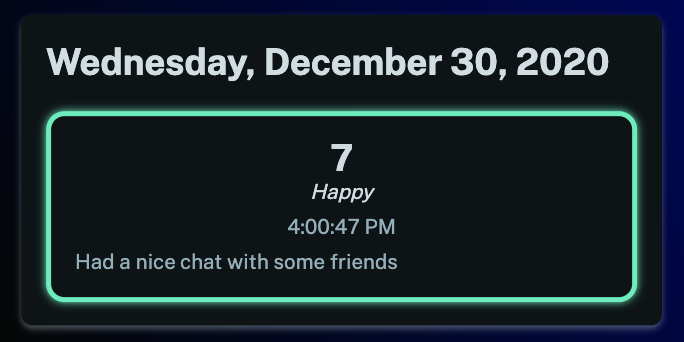 Wednesday, December 30, 2020
7
Happy
4:00:47 PM
Had a nice chat with some friends